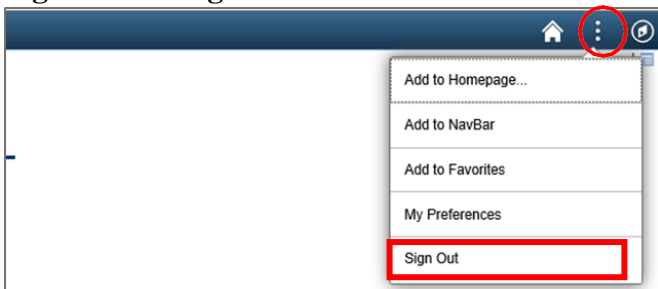 Add to Homepage...
Add to NavBar
Add to Favorites
My Preferences
Sign Out